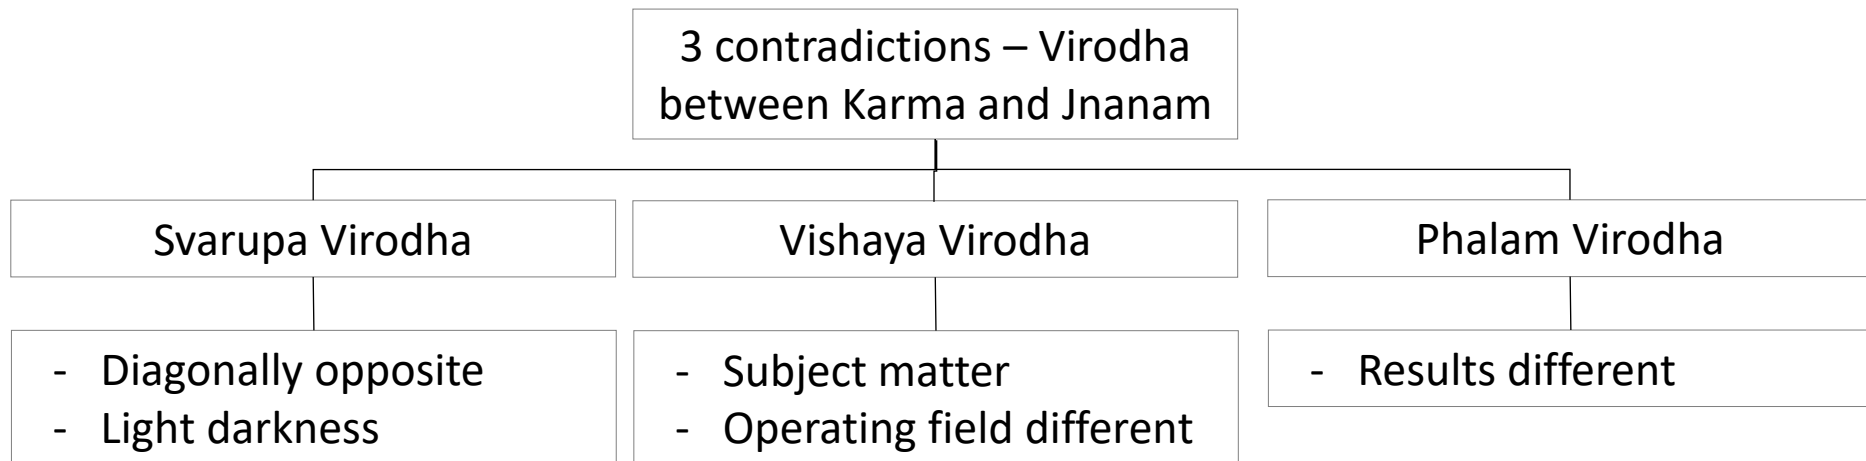 3 contradictions – Virodha
between Karma and Jnanam
Svarupa Virodha
Vishaya Virodha
Phalam Virodha
- Diagonally opposite
- Light darkness
- Subject matter
- Operating field different
- Results different